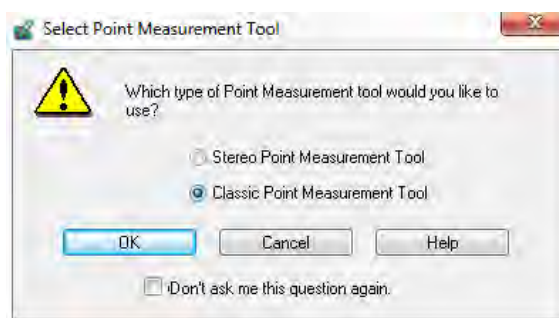 Select Point Measurement Tool
Which type of Point Measurement tool would you like to
use?
Stereo Point Measurement Tool
Classic Point Measurement Tool
OK Cancel Help
Don't ask me this question again.